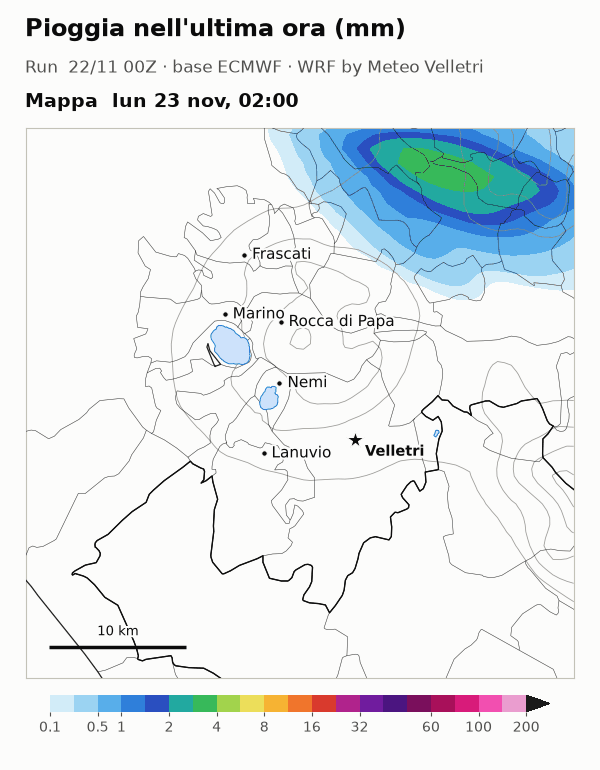 Pioggia nell'ultima ora (mm)
Run  22/11 00Z · base ECMWF · WRF by Meteo Velletri
Mappa  lun 23 nov, 02:00
Frascati
Marino
Rocca di Papa
Nemi
Velletri
Lanuvio
10 km
0.1 0.5 1 2 4 8 16 32 60 100 200